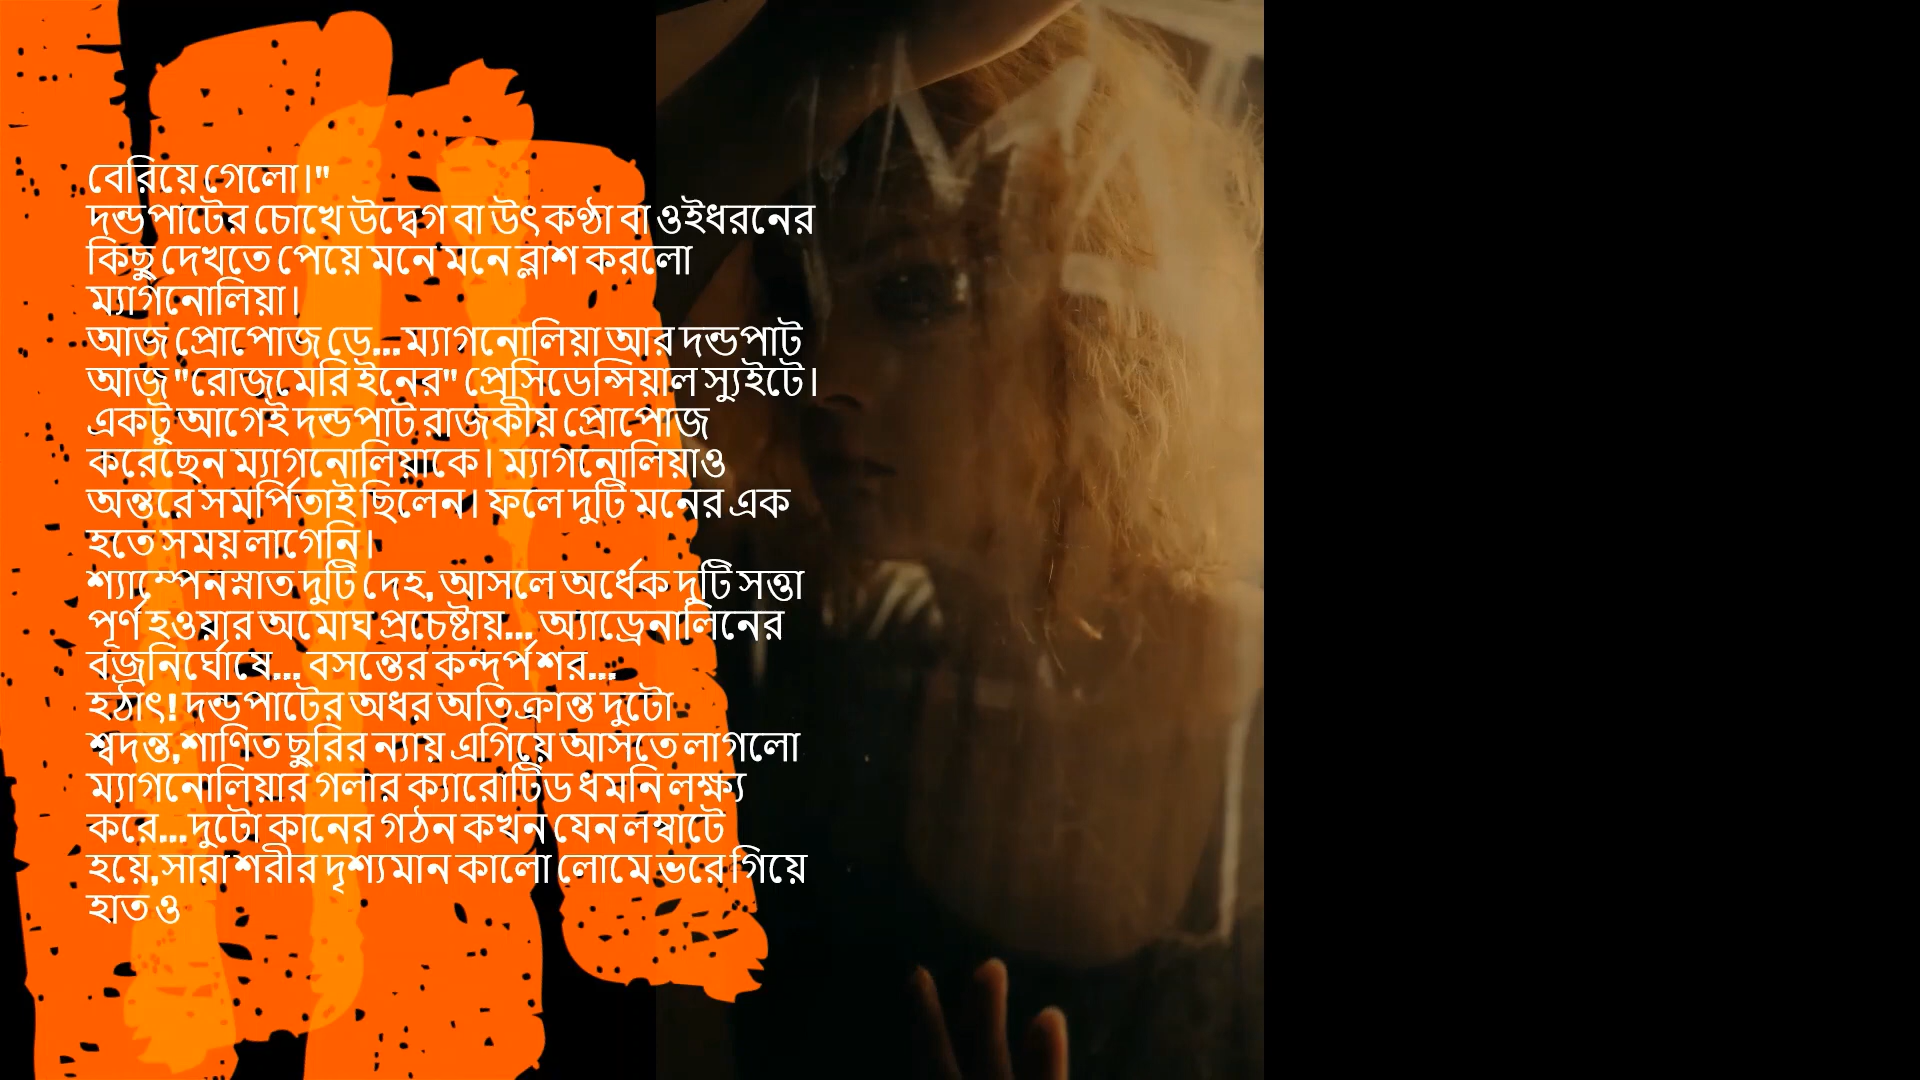 বেরিয়ে গেলো।"
দন্ডপাটের চোখে উদ্বেগ বা উৎকণ্ঠা বা ওইধরনের
কিছু দেখতে পেয়ে মনে মনে ব্লাশ করলো
ম্যাগনোলিয়া।
আজ প্রোপোজ ডে... ম্যাগনোলিয়া আর দন্ডপাট
আজ "রোজমেরি ইনের" প্রেসিডেন্সিয়াল স্যুইটে।
একটু আগেই দন্ডপাট রাজকীয় প্রোপোজ
করেছেন ম্যাগনোলিয়াকে। ম্যাগনোলিয়াও
অন্তরে সমর্পিতাই ছিলেন। ফলে দুটি মনের এক
হতে সময় লাগেনি।
শ্যাম্পেনস্নাত দুটি দেহ, আসলে অর্ধেক দুটি সত্তা
পূর্ণ হওয়ার অমোঘ প্রচেষ্টায়... অ্যাড্রেনালিনের
বজ্রনির্ঘোষে... বসন্তের কন্দর্প শর...
হঠাৎ! দন্ডপাটের অধর অতিক্রান্ত দুটো
শ্বদন্ত,শাণিত ছুরির ন্যায় এগিয়ে আসতে লাগলো
ম্যাগনোলিয়ার গলার ক্যারোটিড ধমনি লক্ষ্য
করে...দুটো কানের গঠন কখন যেন লম্বাটে
হয়ে,সারা শরীর দৃশ্যমান কালো লোমে ভরে গিয়ে
হাত ও